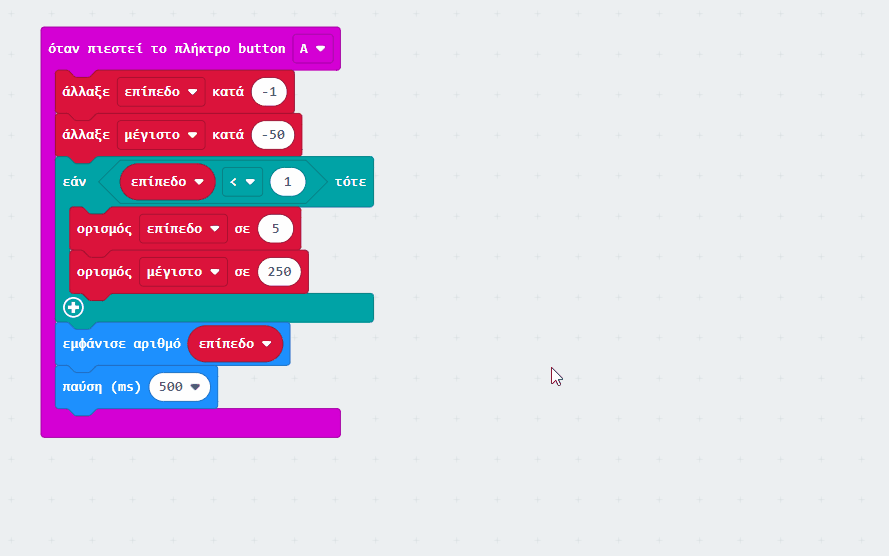 όταν πιεστεί το πλήκτρο button A
άλλαξε επίπεδο κατά -1
άλλαξε μέγιστο κατά -50
εάν επίπεδο < 1 τότε
ορισμός επίπεδο σε 5
ορισμός μέγιστο σε 250
εμφάνισε αριθμό επίπεδο
παύση (ms) 500